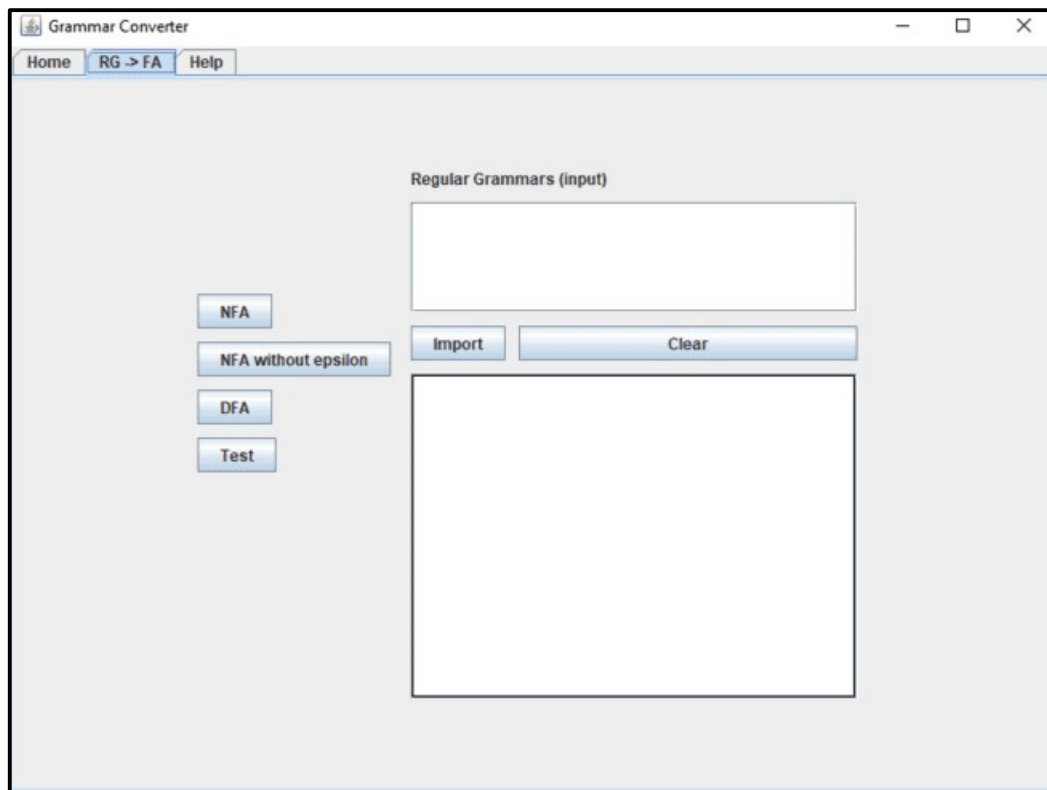 Grammar Converter
Home RG -> FA Help
Regular Grammars (input)
NFA
Import Clear
NFA without epsilon
DFA
Test